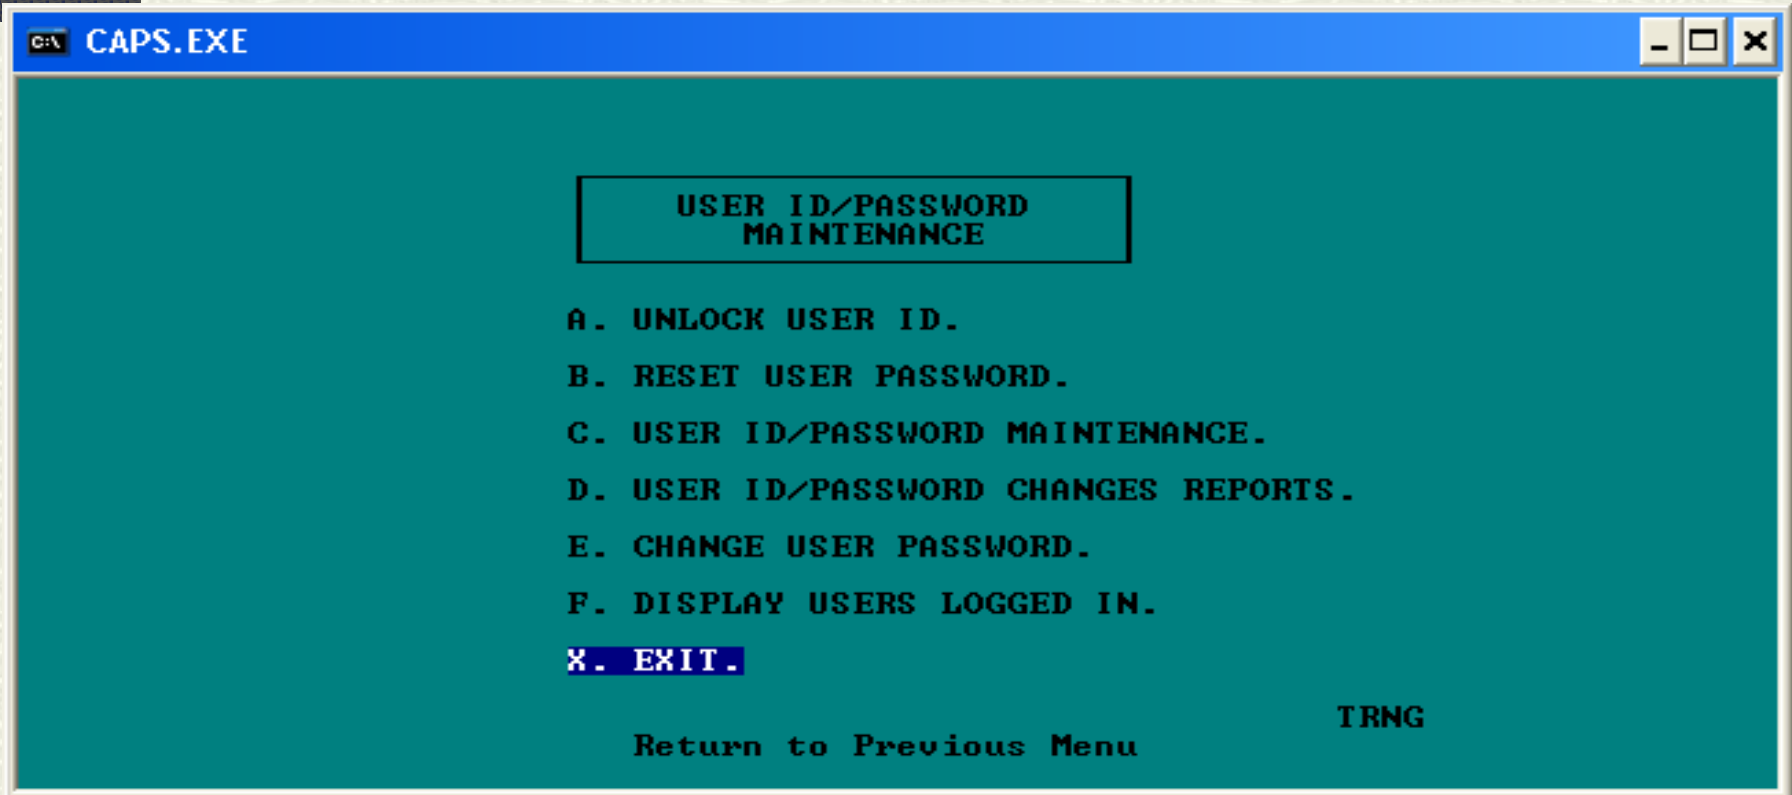 CAPS.EXE
USER ID/PASSWORD
MAINTENANCE
A. UNLOCK USER ID.
B. RESET USER PASSWORD.
C. USER ID/PASSWORD MAINTENANCE.
D. USER ID/PASSWORD CHANGES REPORTS.
E. CHANGE USER PASSWORD.
F. DISPLAY USERS LOGGED IN.
X. EXIT.
TRNG
Return to Previous Menu